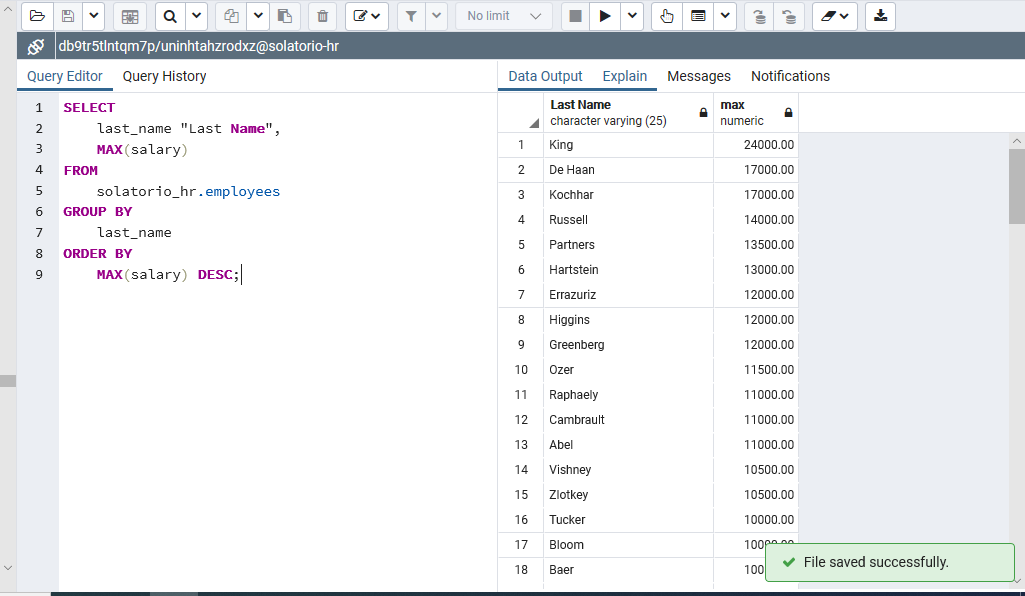 No limit
db9tr5tlntqm7p/uninhtahzrodxz@solatorio-hr
Query Editor Query History
Data Output Explain Messages Notifications
1 SELECT
2 last_name "Last Name",
3 MAX(salary)
4 FROM
5 solatorio_hr.employees
6 GROUP BY
7 last_name
8 ORDER BY
9 MAX(salary) DESC;
Last Name max
character varying (25) numeric
1 King 24000.00
2 De Haan 17000.00
3 Kochhar 17000.00
4 Russell 14000.00
5 Partners 13500.00
6 Hartstein 13000.00
7 Errazuriz 12000.00
8 Higgins 12000.00
9 Greenberg 12000.00
10 Ozer 11500.00
11 Raphaely 11000.00
12 Cambrault 11000.00
13 Abel 11000.00
14 Vishney 10500.00
15 Zlotkey 10500.00
16 Tucker 10000.00
17 Bloom
18 Baer
File saved successfully.